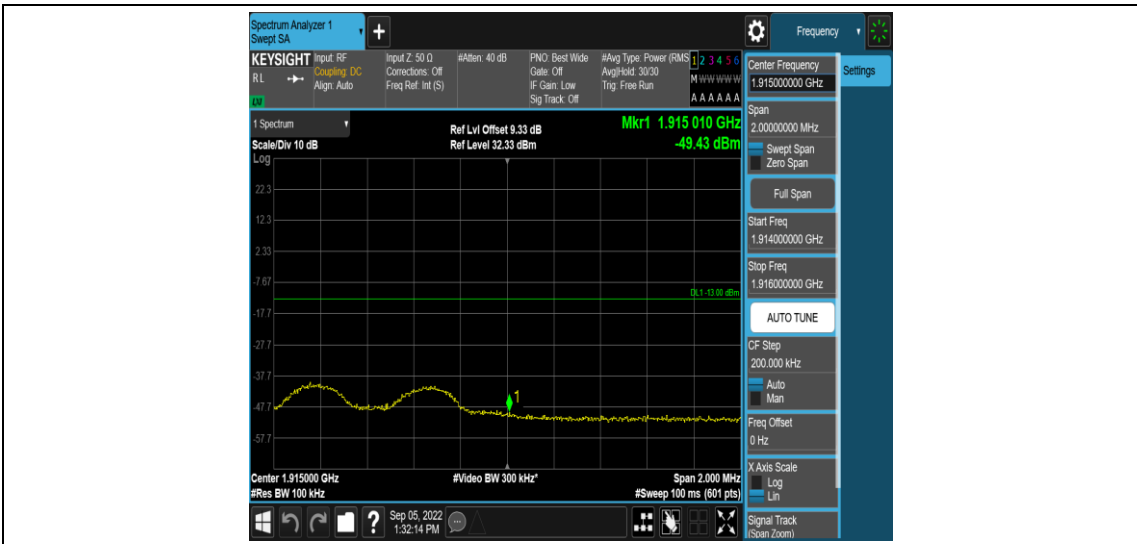 Spectrum Analyzer 1
Swept SA
+
Frequency
KEYSIGHT
RL
LXI
Input: RF
Coupling: DC
Align: Auto
Input Z: 50 Ω
Corrections: Off
Freq Ref: Int (S)
#Atten: 40 dB
PNO: Best Wide
Gate: Off
IF Gain: Low
Sig Track: Off
#Avg Type: Power (RMS
Avg|Hold: 30/30
Trig: Free Run
1 2 3 4 5 6
M W W W W W
A A A A A A
1 Spectrum
Scale/Div 10 dB
Log
Ref Lvl Offset 9.33 dB
Ref Level 32.33 dBm
Mkr1 1.915 010 GHz
-49.43 dBm
22.3
12.3
2.33
-7.67
DL1 -13.00 dBm
-17.7
-27.7
-37.7
1
-47.7
-57.7
Center 1.915000 GHz
#Video BW 300 kHz*
Span 2.000 MHz
#Res BW 100 kHz
#Sweep 100 ms (601 pts)
?
Sep 05, 2022
1:32:14 PM
Center Frequency
1.915000000 GHz
Settings
Span
2.00000000 MHz
Swept Span
Zero Span
Full Span
Start Freq
1.914000000 GHz
Stop Freq
1.916000000 GHz
AUTO TUNE
CF Step
200.000 kHz
Auto
Man
Freq Offset
0 Hz
X Axis Scale
Log
Lin
Signal Track
(Span Zoom)